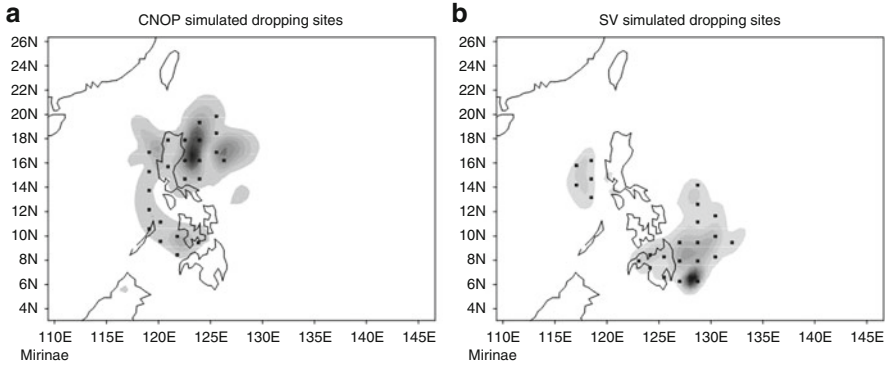 a
CNOP simulated dropping sites
26N
24N
22N
20N
18N
16N
14N
12N
10N
8N
6N
4N
110E 115E 120E 125E 130E 135E 140E 145E
Mirinae
b
SV simulated dropping sites
26N
24N
22N
20N
18N
16N
14N
12N
10N
8N
6N
4N
110E 115E 120E 125E 130E 135E 140E 145E
Mirinae